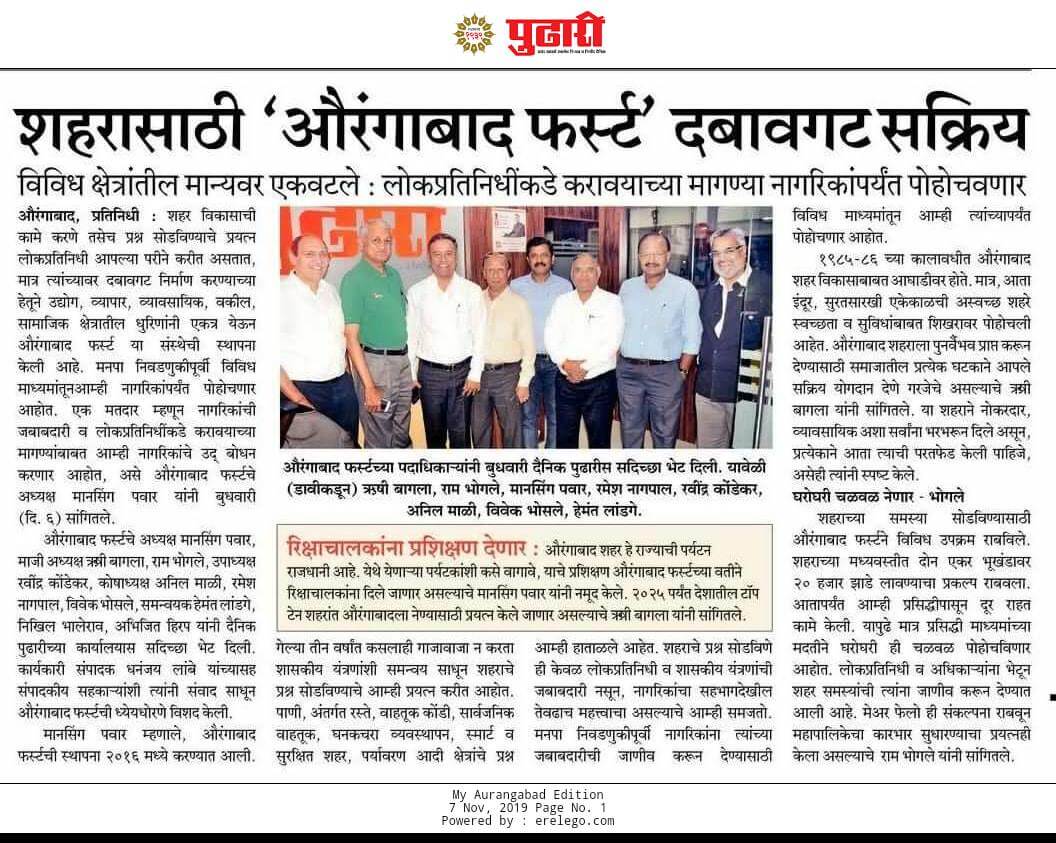 पुढारी
शहरासाठी ‘औरंगाबाद फर्स्ट’ दबावगट सक्रिय
विविध क्षेत्रांतील मान्यवर एकवटले : लोकप्रतिनिधींकडे करावयाच्या मागण्या नागरिकांपर्यंत पोहोचवणार
औरंगाबाद, प्रतिनिधी : शहर विकासाची
कामे करणे तसेच प्रश्न सोडविण्याचे प्रयत्न
लोकप्रतिनिधी आपल्या परीने करीत असतात,
मात्र त्यांच्यावर दबावगट निर्माण करण्याच्या
हेतूने उद्योग, व्यापार, व्यावसायिक, वकील,
सामाजिक क्षेत्रातील धुरिणांनी एकत्र येऊन
औरंगाबाद फर्स्ट या संस्थेची स्थापना
केली आहे. मनपा निवडणुकीपूर्वी विविध
माध्यमांतूनआम्ही नागरिकांपर्यंत पोहोचणार
आहोत. एक मतदार म्हणून नागरिकांची
जबाबदारी व लोकप्रतिनिधींकडे करावयाच्या
मागण्यांबाबत आम्ही नागरिकांचे उद् बोधन
करणार आहोत, असे औरंगाबाद फर्स्टचे
अध्यक्ष मानसिंग पवार यांनी बुधवारी
(दि. ६) सांगितले.
औरंगाबाद फर्स्टचे अध्यक्ष मानसिंग पवार,
माजी अध्यक्ष ऋषी बागला, राम भोगले, उपाध्यक्ष
रवींद्र कोंडेकर, कोषाध्यक्ष अनिल माळी, रमेश
नागपाल, विवेक भोसले, समन्वयक हेमंत लांडगे,
निखिल भालेराव, अभिजित हिरप यांनी दैनिक
पुढारीच्या कार्यालयास सदिच्छा भेट दिली.
कार्यकारी संपादक धनंजय लांबे यांच्यासह
संपादकीय सहकाऱ्यांशी त्यांनी संवाद साधून
औरंगाबाद फर्स्टची ध्येयधोरणे विशद केली.
मानसिंग पवार म्हणाले, औरंगाबाद
फर्स्टची स्थापना २०१६ मध्ये करण्यात आली.
औरंगाबाद फर्स्टच्या पदाधिकाऱ्यांनी बुधवारी दैनिक पुढारीस सदिच्छा भेट दिली. यावेळी
(डावीकडून) ऋषी बागला, राम भोगले, मानसिंग पवार, रमेश नागपाल, रवींद्र कोंडेकर,
अनिल माळी, विवेक भोसले, हेमंत लांडगे.
रिक्षाचालकांना प्रशिक्षण देणार : औरंगाबाद शहर हे राज्याची पर्यटन
राजधानी आहे. येथे येणाऱ्या पर्यटकांशी कसे वागावे, याचे प्रशिक्षण औरंगाबाद फर्स्टच्या वतीने
रिक्षाचालकांना दिले जाणार असल्याचे मानसिंग पवार यांनी नमूद केले. २०२५ पर्यंत देशातील टॉप
टेन शहरांत औरंगाबादला नेण्यासाठी प्रयत्न केले जाणार असल्याचे ऋषी बागला यांनी सांगितले.
गेल्या तीन वर्षांत कसलाही गाजावाजा न करता
शासकीय यंत्रणांशी समन्वय साधून शहराचे
प्रश्न सोडविण्याचे आम्ही प्रयत्न करीत आहोत.
पाणी, अंतर्गत रस्ते, वाहतूक कोंडी, सार्वजनिक
वाहतूक, घनकचरा व्यवस्थापन, स्मार्ट व
सुरक्षित शहर, पर्यावरण आदी क्षेत्रांचे प्रश्न
आम्ही हाताळले आहेत. शहराचे प्रश्न सोडविणे
ही केवळ लोकप्रतिनिधी व शासकीय यंत्रणांची
जबाबदारी नसून, नागरिकांचा सहभागदेखील
तेवढाच महत्त्वाचा असल्याचे आम्ही समजतो.
मनपा निवडणुकीपूर्वी नागरिकांना त्यांच्या
जबाबदारीची जाणीव करून देण्यासाठी
विविध माध्यमांतून आम्ही त्यांच्यापर्यंत
पोहोचणार आहोत.
१९८५-८६ च्या कालावधीत औरंगाबाद
शहर विकासाबाबत आघाडीवर होते. मात्र, आता
इंदूर, सुरतसारखी एकेकाळची अस्वच्छ शहरे
स्वच्छता व सुविधांबाबत शिखरावर पोहोचली
आहेत. औरंगाबाद शहराला पुनर्वैभव प्राप्त करून
देण्यासाठी समाजातील प्रत्येक घटकाने आपले
सक्रिय योगदान देणे गरजेचे असल्याचे ऋषी
बागला यांनी सांगितले. या शहराने नोकरदार,
व्यावसायिक अशा सर्वांना भरभरून दिले असून,
प्रत्येकाने आता त्याची परतफेड केली पाहिजे,
असेही त्यांनी स्पष्ट केले.
घरोघरी चळवळ नेणार - भोगले
शहराच्या समस्या सोडविण्यासाठी
औरंगाबाद फर्स्टने विविध उपक्रम राबविले.
शहराच्या मध्यवस्तीत दोन एकर भूखंडावर
२० हजार झाडे लावण्याचा प्रकल्प राबवला.
आतापर्यंत आम्ही प्रसिद्धीपासून दूर राहत
कामे केली. यापुढे मात्र प्रसिद्धी माध्यमांच्या
मदतीने घरोघरी ही चळवळ पोहोचविणार
आहोत. लोकप्रतिनिधी व अधिकाऱ्यांना भेटून
शहर समस्यांची त्यांना जाणीव करून देण्यात
आली आहे. मेअर फेलो ही संकल्पना राबवून
महापालिकेचा कारभार सुधारण्याचा प्रयत्नही
केला असल्याचे राम भोगले यांनी सांगितले.
My Aurangabad Edition
7 Nov, 2019 Page No. 1
Powered by : erelego.com